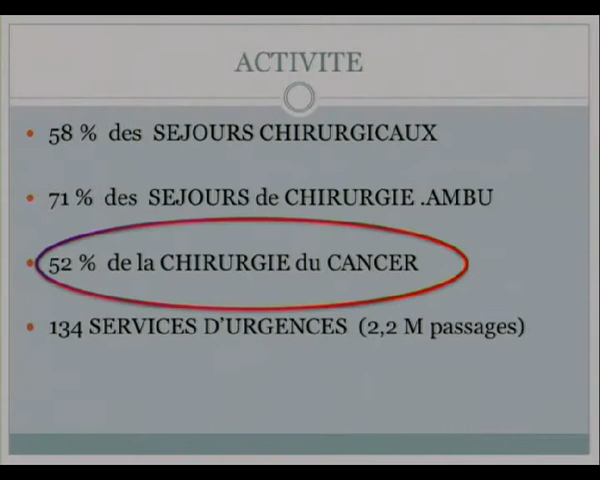 ACTIVITE
58 % des SEJOURS CHIRURGICAUX
71 % des SEJOURS de CHIRURGIE .AMBU
52 % de la CHIRURGIE du CANCER
134 SERVICES D'URGENCES (2,2 M passages)